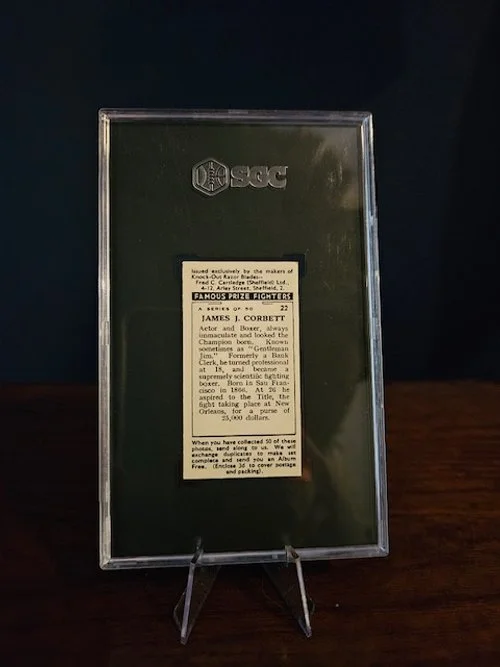 SGC
Issued exclusively by the makers of
Knock-Out Razor Blades—
Fred C. Cartledge (Sheffield) Ltd.,
4-12, Arley Street, Sheffield, 2.
FAMOUS PRIZE FIGHTERS
A SERIES OF 50 22
JAMES J. CORBETT
Actor and Boxer, always
immaculate and looked the
Champion born. Known
sometimes as "Gentleman
Jim." Formerly a Bank
Clerk, he turned professional
at 18, and became a
supremely scientific fighting
boxer. Born in San Fran-
cisco in 1866. At 26 he
aspired to the Title, the
fight taking place at New
Orleans, for a purse of
25,000 dollars.
When you have collected 50 of these
photos, send along to us. We will
exchange duplicates to make set
complete and send you an Album
Free. (Enclose 3d to cover postage
and packing).